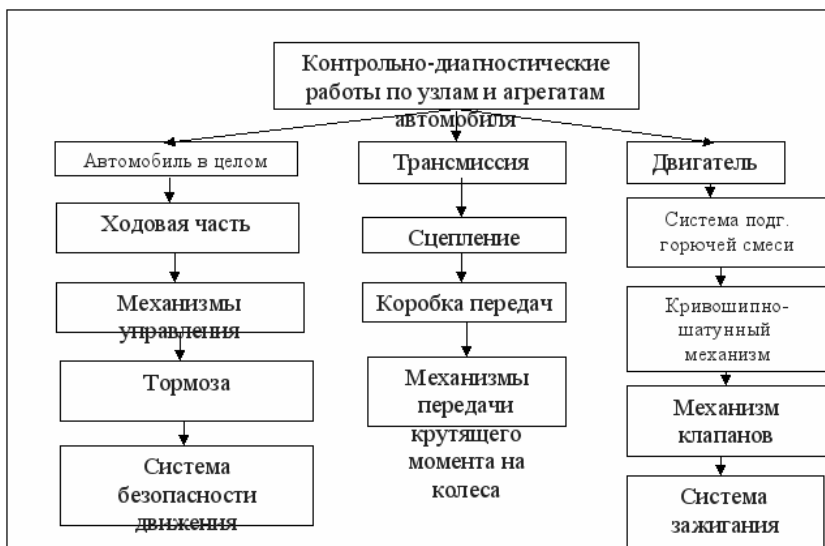 Контрольно-диагностические
работы по узлам и агрегатам
автомобиля
Автомобиль в целом
Ходовая часть
Механизмы
управления
Тормоза
Система
безопасности
движения
Трансмиссия
Сцепление
Коробка передач
Механизмы
передачи
крутящего
момента на
колеса
Двигатель
Система подг.
горючей смеси
Кривошипно-
шатунный
механизм
Механизм
клапанов
Система
зажигания